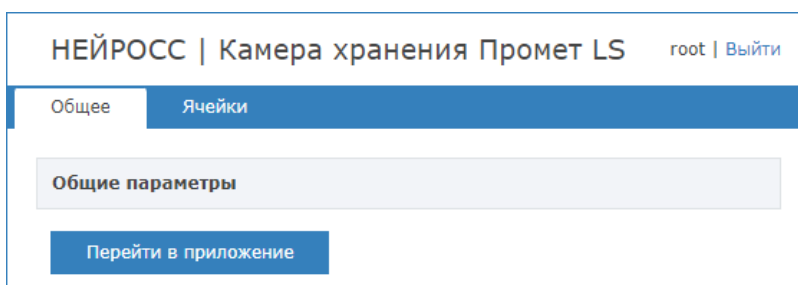 НЕЙРОСС | Камера хранения Промет LS root | Выйти
Общее Ячейки
Общие параметры
Перейти в приложение